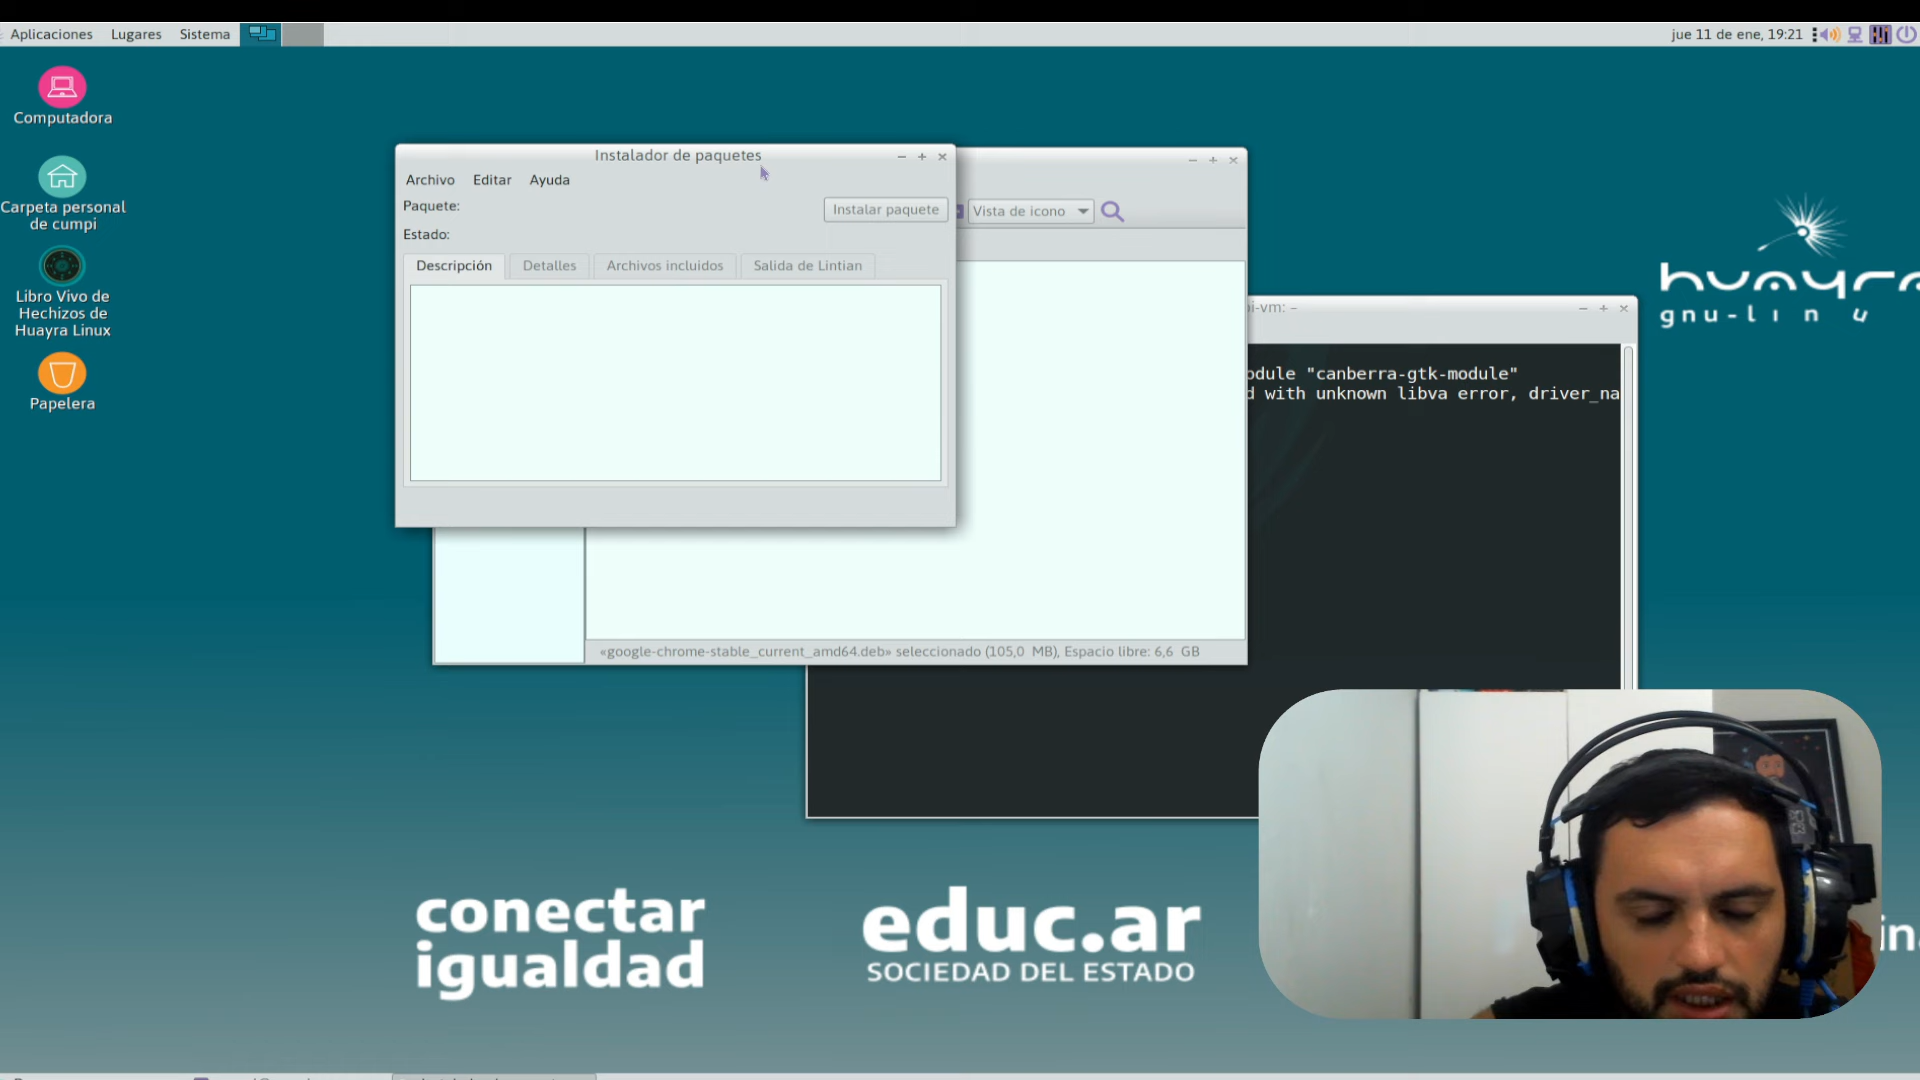 Aplicaciones Lugares Sistema
jue 11 de ene, 19:21
Computadora
Carpeta personal
de cumpi
Libro Vivo de
Hechizos de
Huayra Linux
Papelera
Instalador de paquetes
Archivo Editar Ayuda
Paquete:
Instalar paquete
Estado:
Descripción Detalles Archivos incluidos Salida de Lintian
Vista de icono
«google-chrome-stable_current_amd64.deb» seleccionado (105,0 MB), Espacio libre: 6,6 GB
pi-vm: ~
odule "canberra-gtk-module"
d with unknown libva error, driver_na
huayra
gnu-linu
conectar
igualdad
educ.ar
SOCIEDAD DEL ESTADO